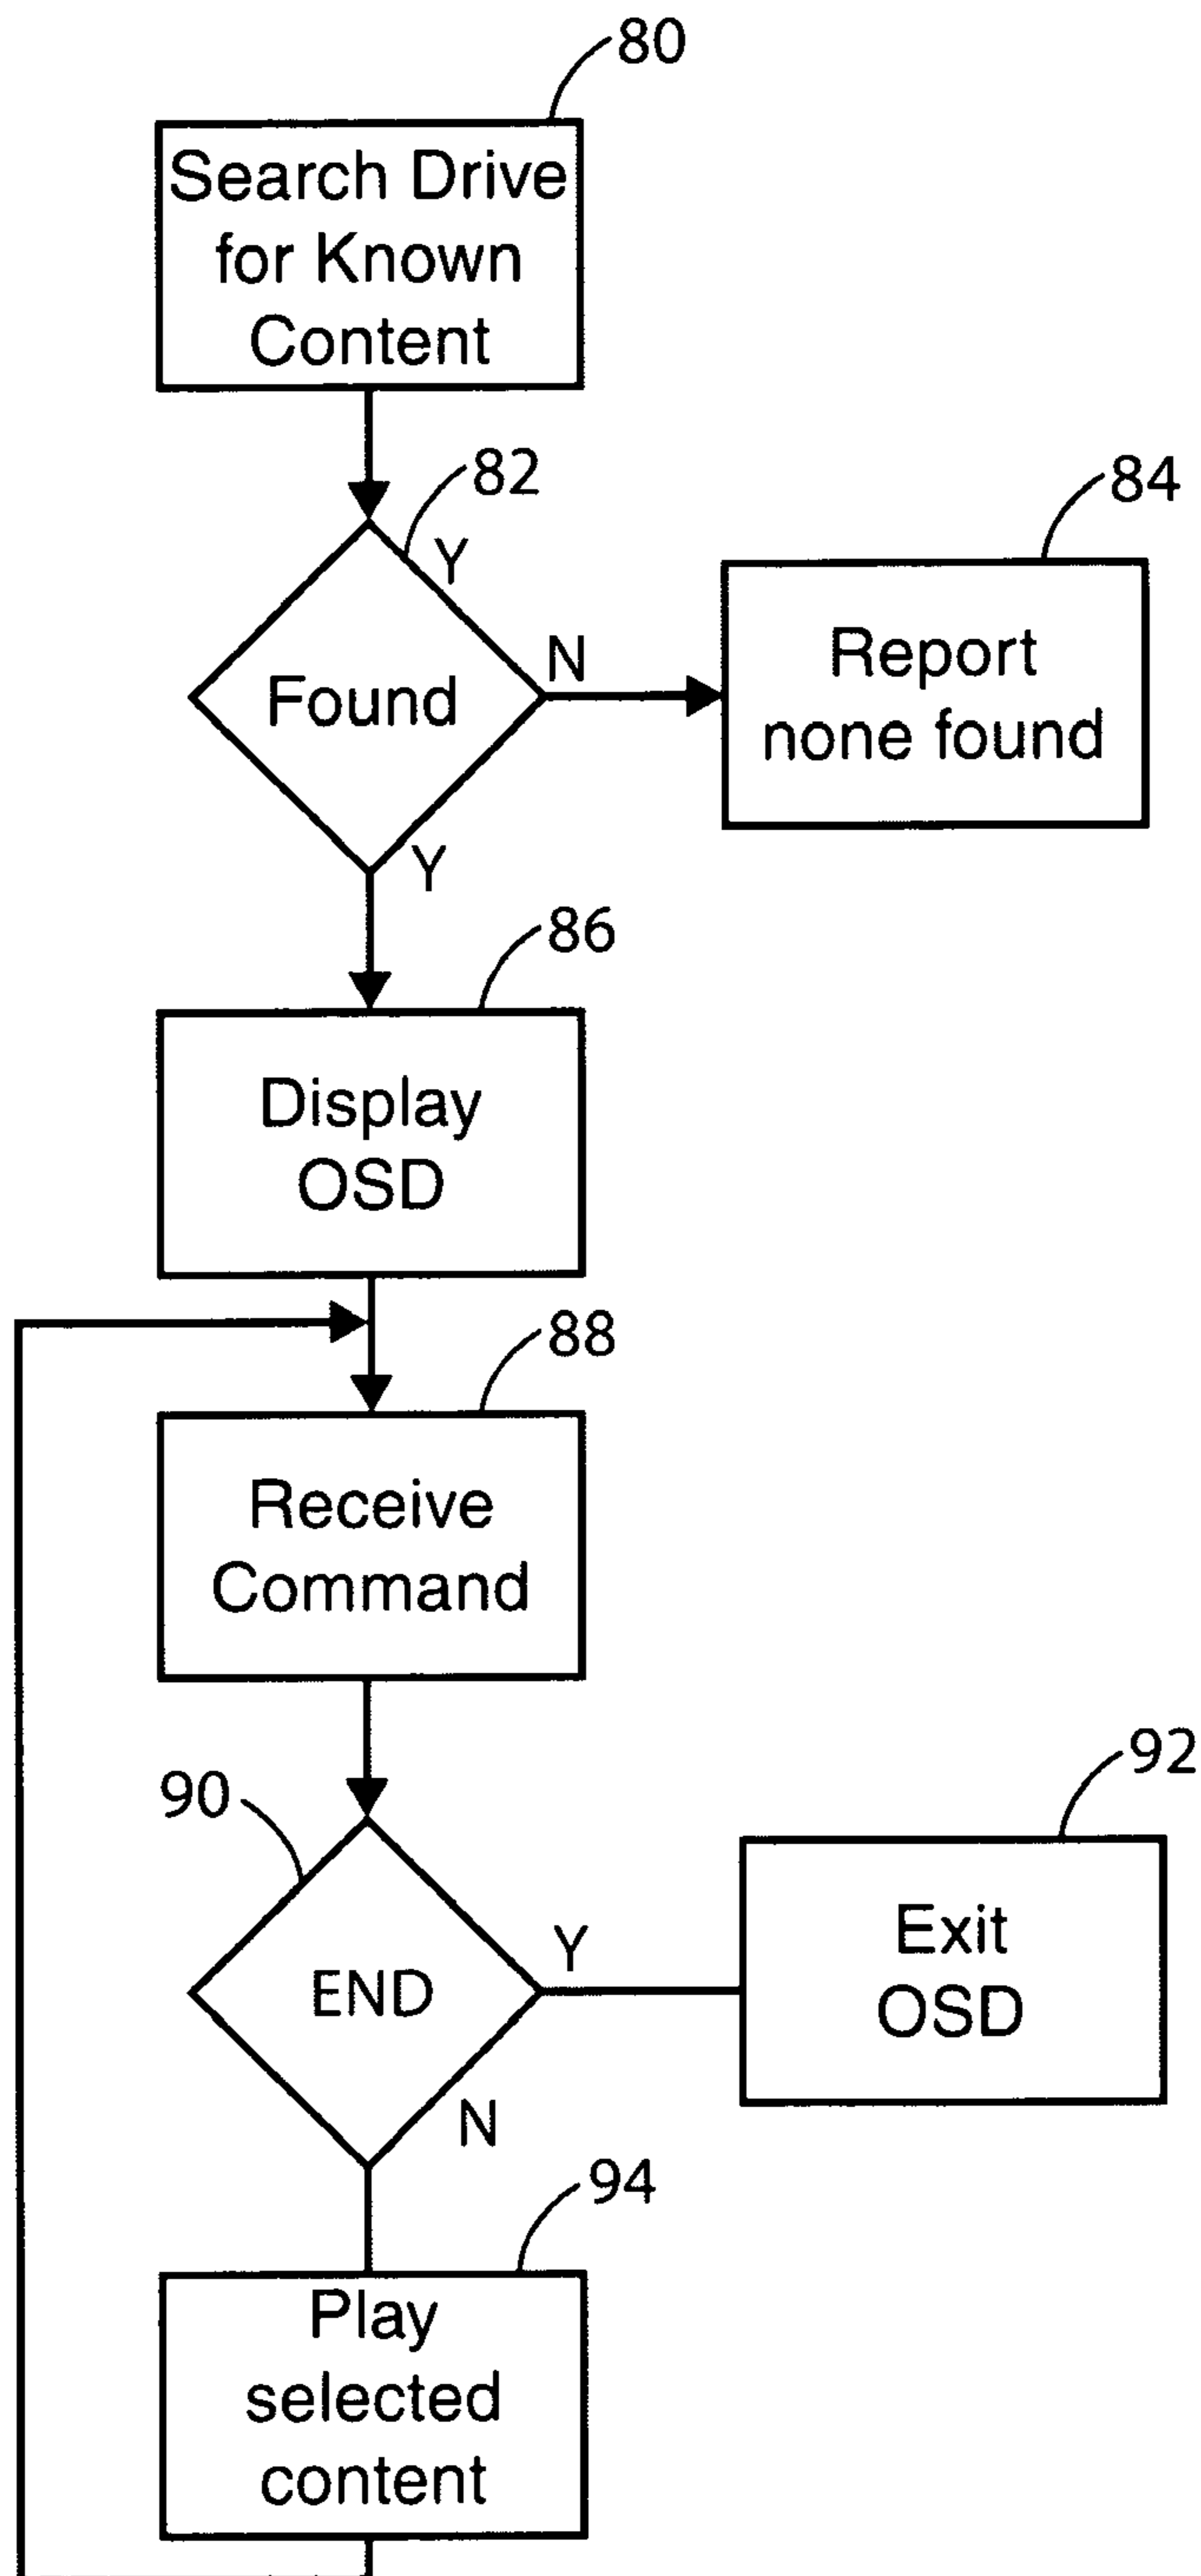 80
Search Drive
for Known
Content
82
Y
84
N
Found
Report
none found
Y
86
Display
OSD
88
Receive
Command
90
92
Y
END
Exit
OSD
N
94
Play
selected
content